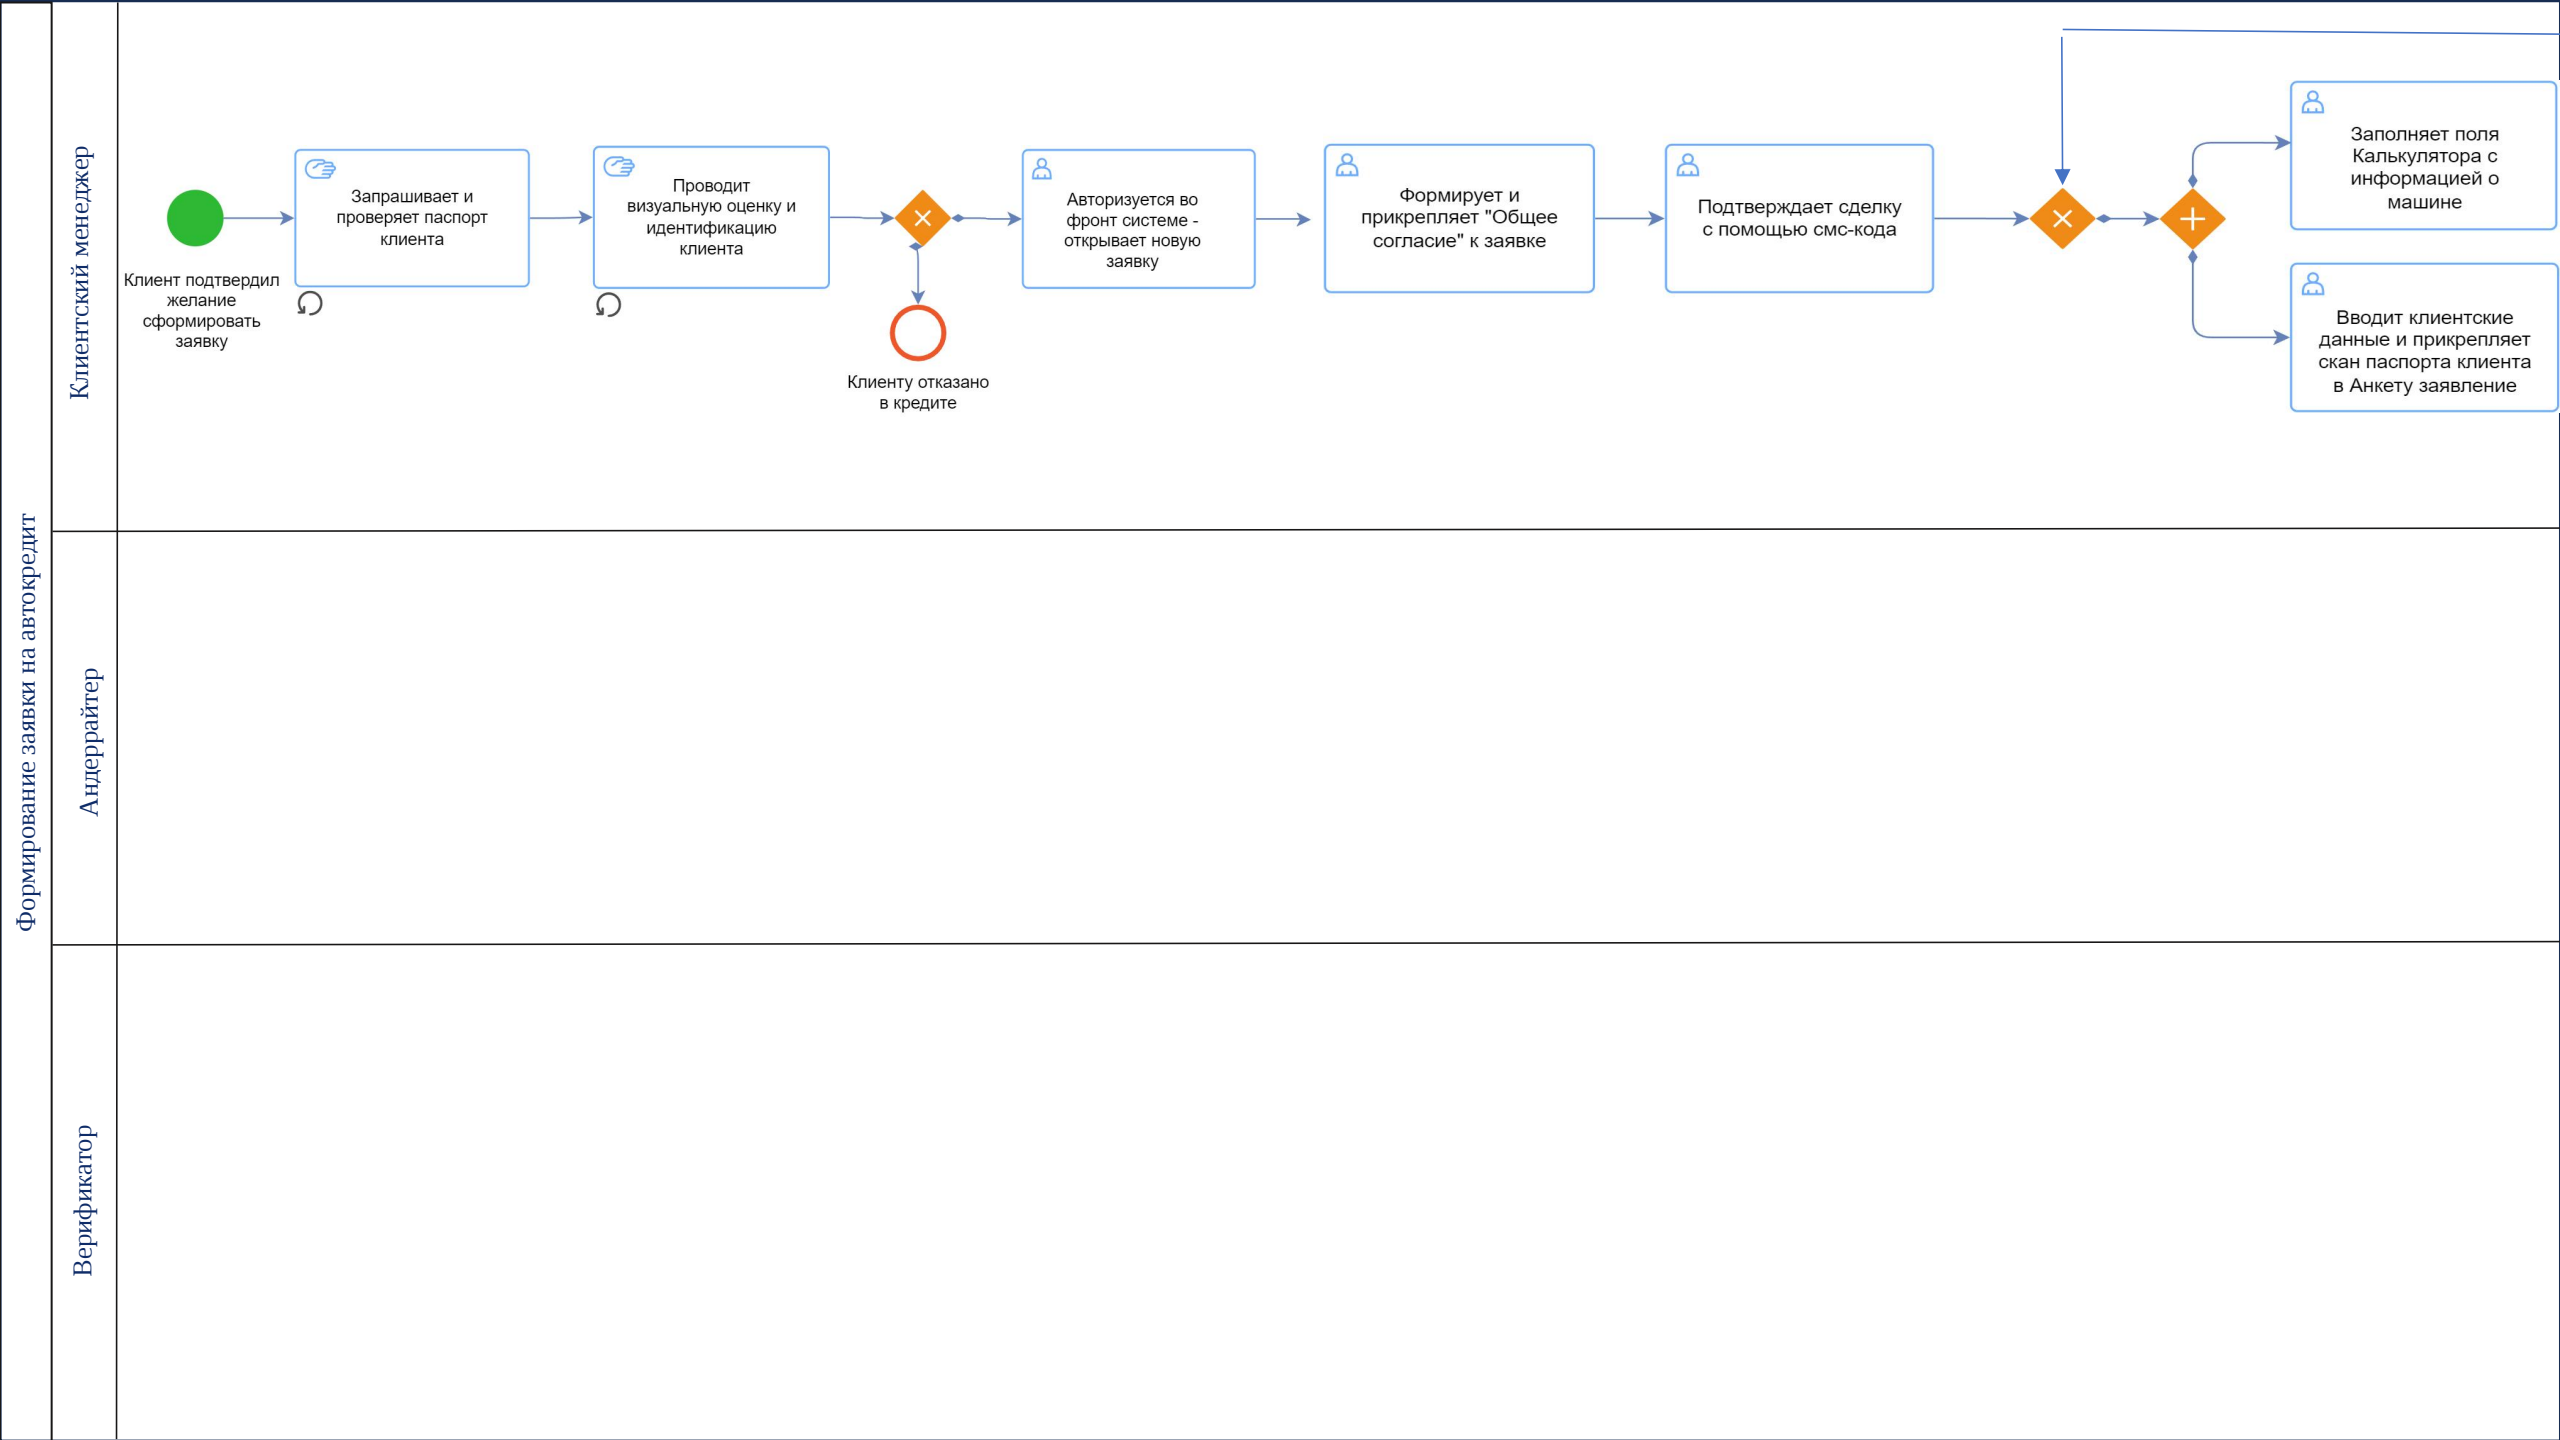 Формирование заявки на автокредит
Клиентский менеджер
Клиент подтвердил
желание
сформировать
заявку
Запрашивает и
проверяет паспорт
клиента
Проводит
визуальную оценку и
идентификацию
клиента
Клиенту отказано
в кредите
Авторизуется во
фронт системе -
открывает новую
заявку
Формирует и
прикрепляет "Общее
согласие" к заявке
Подтверждает сделку
с помощью смс-кода
Заполняет поля
Калькулятора с
информацией о
машине
Вводит клиентские
данные и прикрепляет
скан паспорта клиента
в Анкету заявление
Андеррайтер
Верификатор